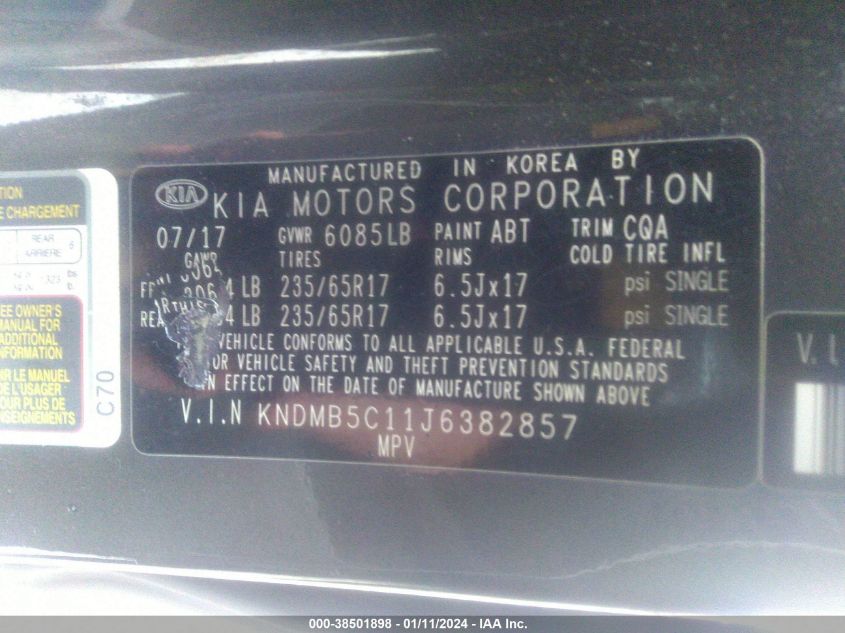 MANUFACTURED IN KOREA BY
KIA KIA MOTORS CORPORATION
07/17 GVWR 6085LB PAINT ABT TRIM CQA
GAWR TIRES RIMS COLD TIRE INFL
LB 235/65R17 6.5Jx17 psi SINGLE
LB 235/65R17 6.5Jx17 psi SINGLE
VEHICLE CONFORMS TO ALL APPLICABLE U.S.A. FEDERAL
VEHICLE SAFETY AND THEFT PREVENTION STANDARDS
EFFECT ON THE DATE OF MANUFACTURE SHOWN ABOVE
V.I.N KNDMB5C11J6382857
MPV
CHARGEMENT
REAR
ARRIERE
OWNER'S
MANUAL FOR
ADDITIONAL
INFORMATION
LE MANUEL
L'USAGER
POUR PLUS DE
C70
000-38501898 - 01/11/2024 - IAA Inc.